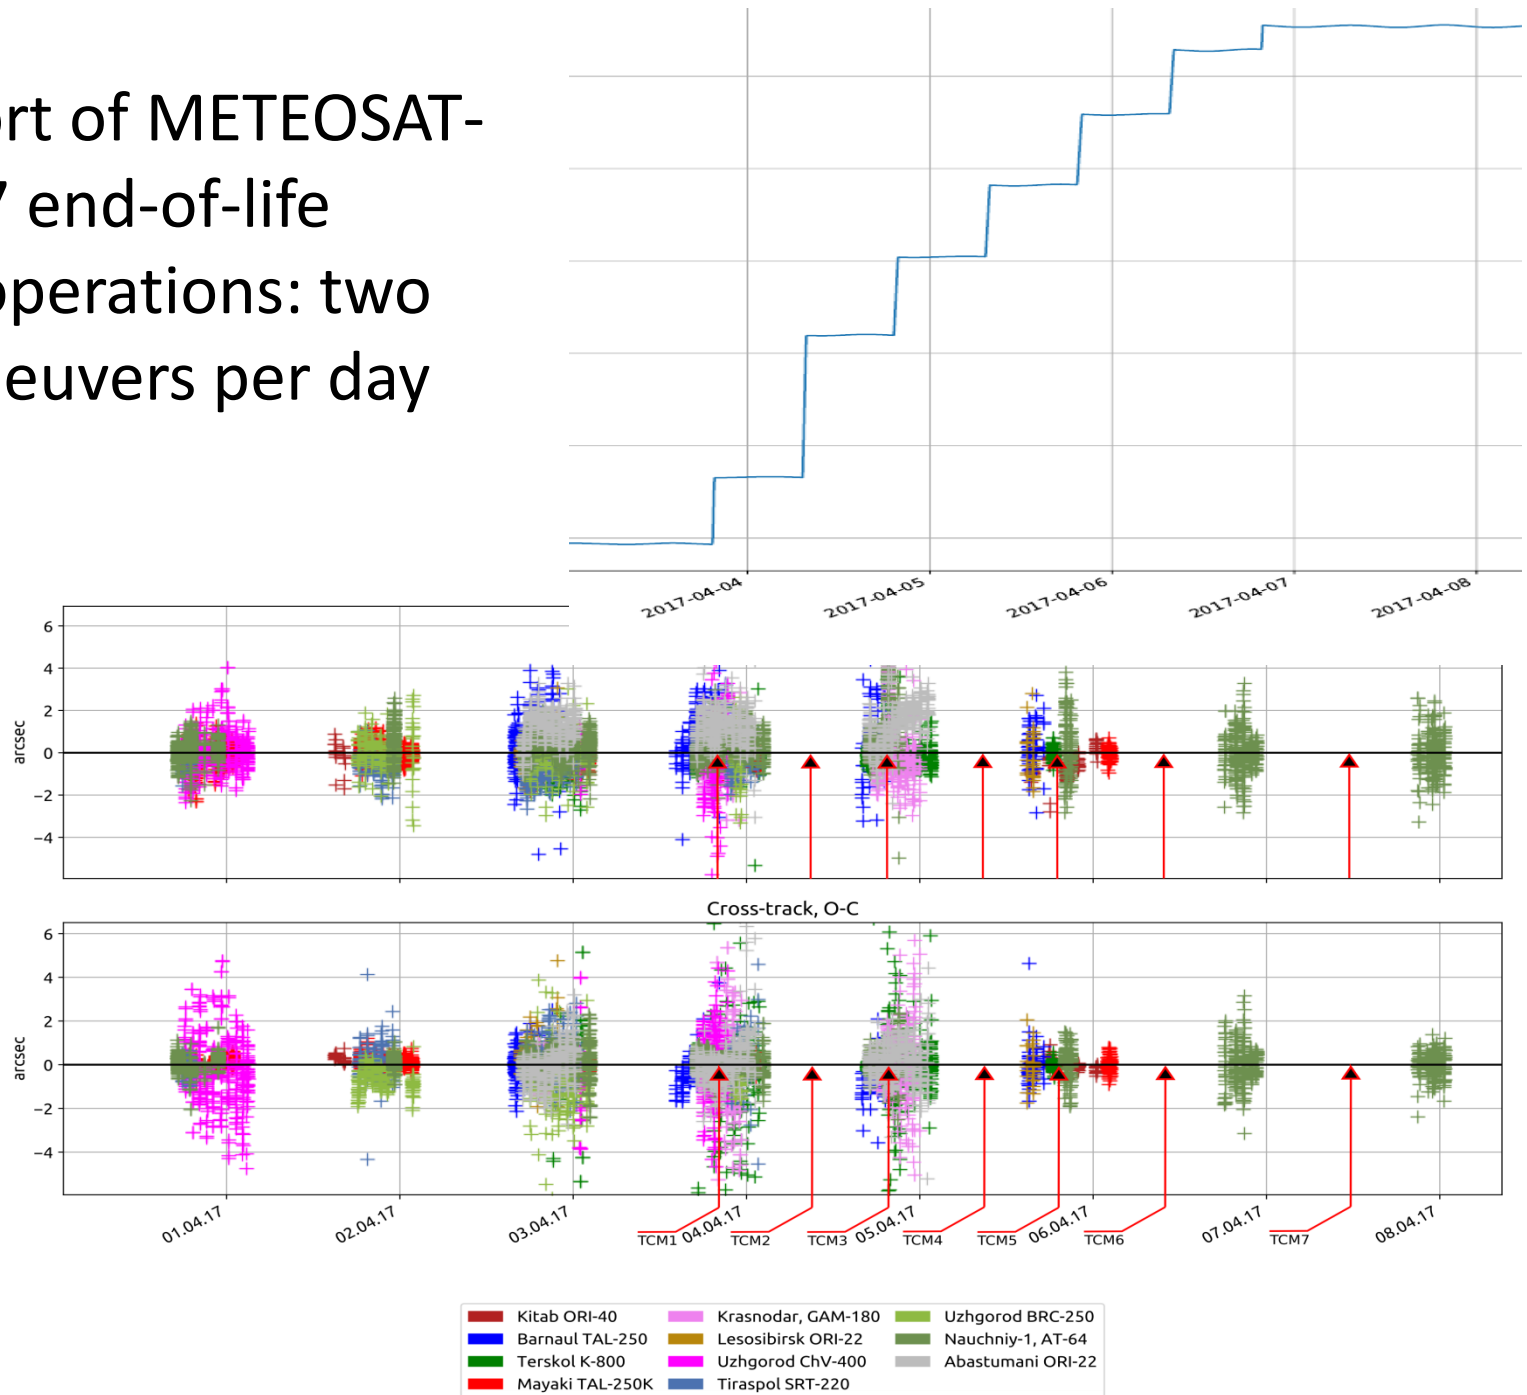 ort of METEOSAT-
7 end-of-life
operations: two
euvers per day
2017-04-04
2017-04-05
2017-04-06
2017-04-07
2017-04-08
6
4
2
0
−2
−4
arcsec
Cross-track, O-C
6
4
2
0
−2
−4
arcsec
01.04.17
02.04.17
03.04.17
04.04.17
05.04.17
06.04.17
07.04.17
08.04.17
TCM1
TCM2
TCM3
TCM4
TCM5
TCM6
TCM7
Kitab ORI-40
Barnaul TAL-250
Terskol K-800
Mayaki TAL-250K
Krasnodar, GAM-180
Lesosibirsk ORI-22
Uzhgorod ChV-400
Tiraspol SRT-220
Uzhgorod BRC-250
Nauchniy-1, AT-64
Abastumani ORI-22